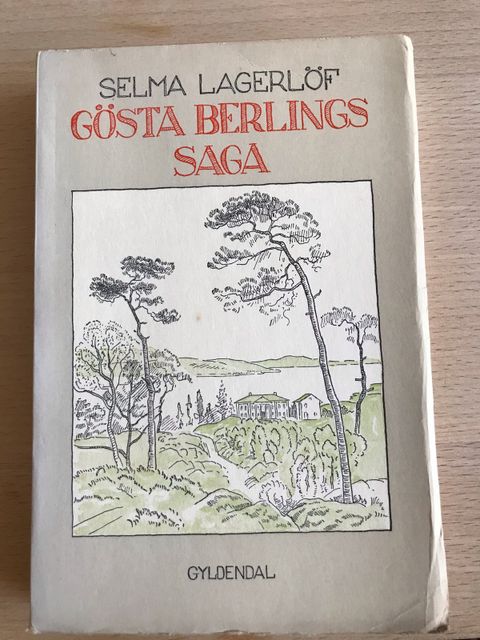 SELMA LAGERLÖF
GÖSTA BERLINGS
SAGA
GYLDENDAL